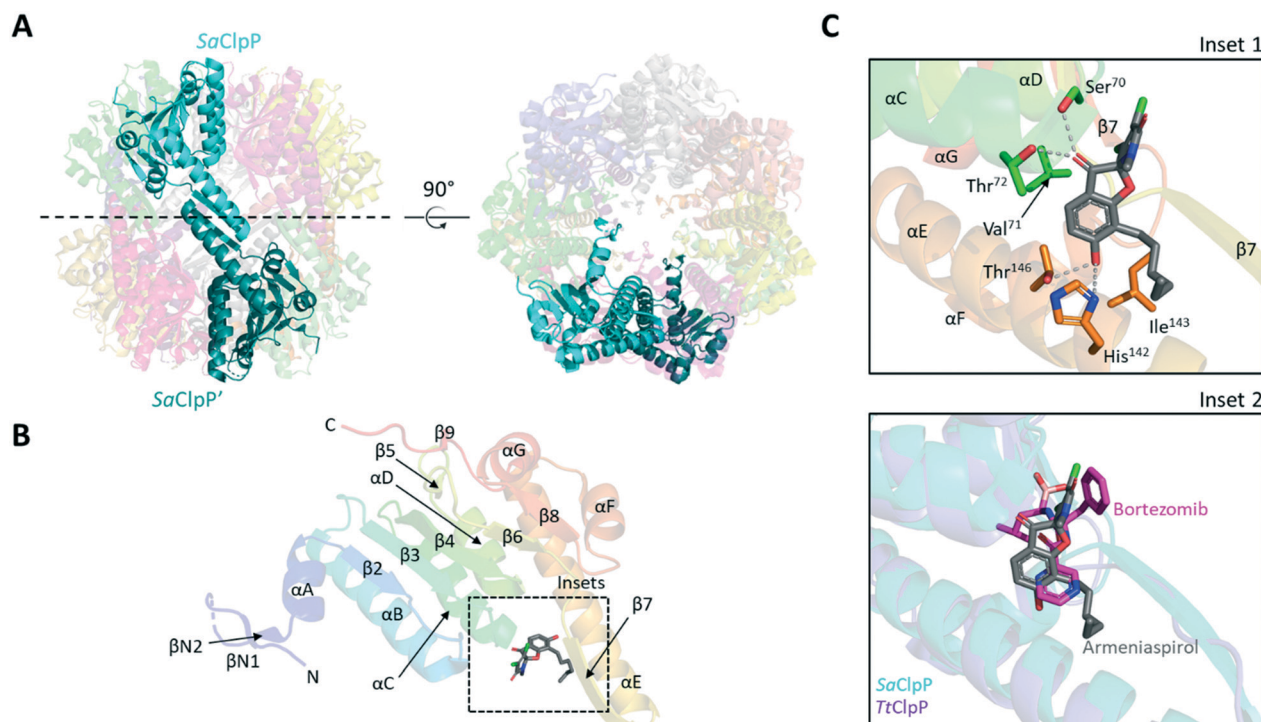 A
SaClpP
90°
SaClpP’
B
C
β9
β5
αD
αG
αF
β8
β4
β6
β3
β2
αA
αB
Insets
β7
βN2
βN1
N
αC
αE
C
Inset 1
αD
Ser70
αC
β7
αG
Thr72
Val71
αE
β7
Thr146
αF
Ile143
His142
Inset 2
Bortezomib
Armeniaspirol
SaClpP
TtClpP